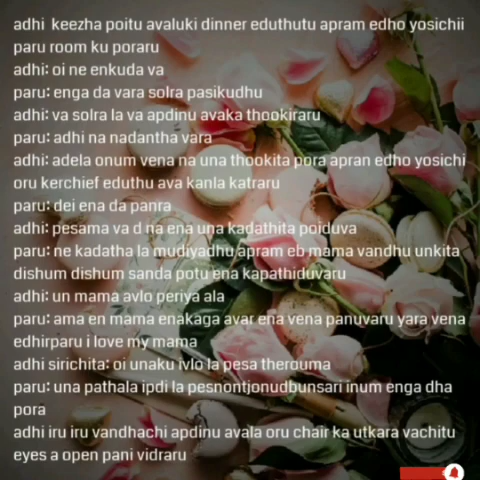 adhi keezha poitu avaluki dinner eduthutu apram edho yosichii
paru room ku poraru
adhi: oi ne enkuda va
paru: enga da vara solra pasikudhu
adhi: va solra la va apdinu avaka thookiraru
paru: adhi na nadantha vara
adhi: adela onum vena na una thookita pora apran edho yosichi
oru kerchief eduthu ava kanla katraru
paru: dei ena da panra
adhi: pesama va d na ena una kadathita poiduva
paru: ne kadatha la mudiyadhu apram eb mama vandhu unkita
dishum dishum sanda potu ena kapathiduvaru
adhi: un mama avlo periya ala
paru: ama en mama enakaga avar ena vena panuvaru yara vena
edhirparu i love my mama
adhi sirichita: oi unaku ivlo la pesa therouma
paru: una pathala ipdi la pesnontjonudbunsari inum enga dha
pora
adhi iru iru vandhachi apdinu avala oru chair ka utkara vachitu
eyes a open pani vidraru